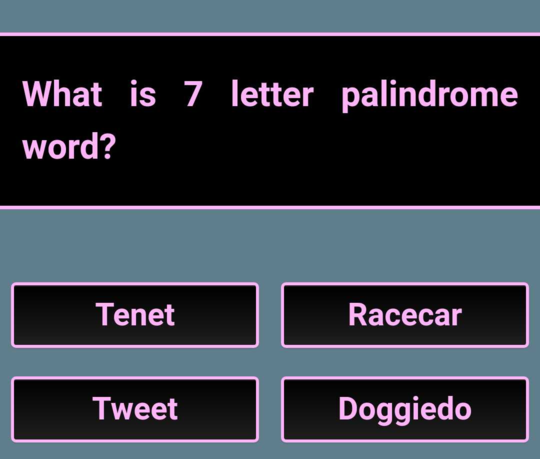 What is 7 letter palindrome
word?
Tenet
Racecar
Tweet
Doggiedo